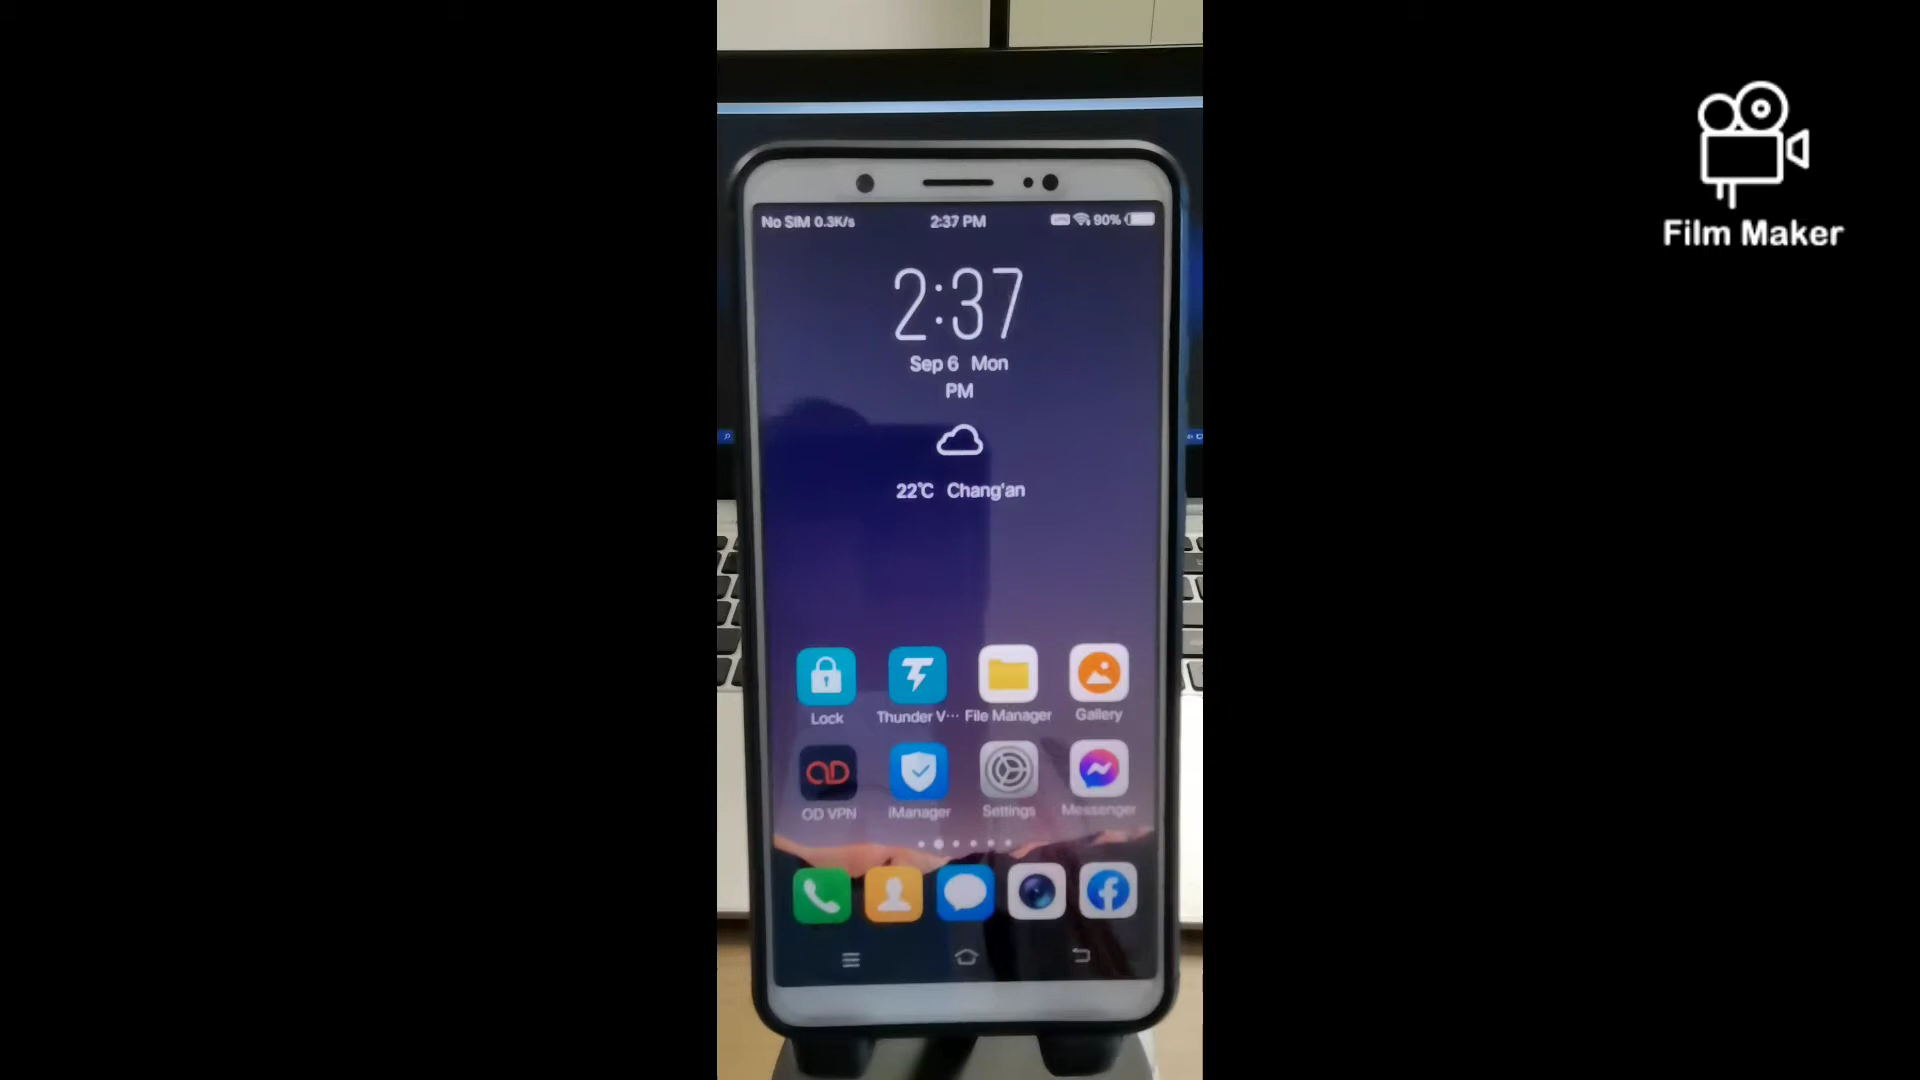 Film Maker
No SIM 0.3K/s 2:37 PM 90%
2:37
Sep 6 Mon
PM
22℃ Chang'an
Lock Thunder V··· File Manager Gallery
OD VPN iManager Settings Messenger